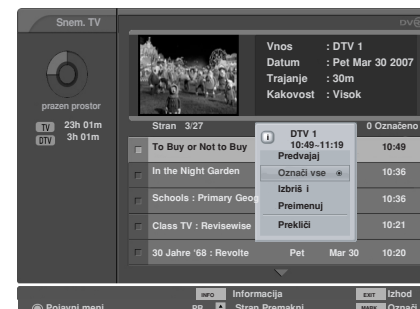 Snem. TV
Vnos : DTV 1
Datum : Pet Mar 30 2007
Trajanje : 30m
Kakovost : Visok
prazen prostor
TV 23h 01m
DTV 3h 01m
Stran 3/27
0 Označeno
To Buy or Not to Buy 10:49
In the Night Garden 10:36
Schools : Primary Geog 10:36
Class TV : Revisewise 10:21
30 Jahre '68 : Revolte Pet Mar 30 10:20
DTV 1
10:49~11:19
Predvajaj
Označi vse
Izbriš i
Preimenuj
Prekliči
INFO Informacija EXIT Izhod
Pojavni meni PR Stran Premakni MARK Označi